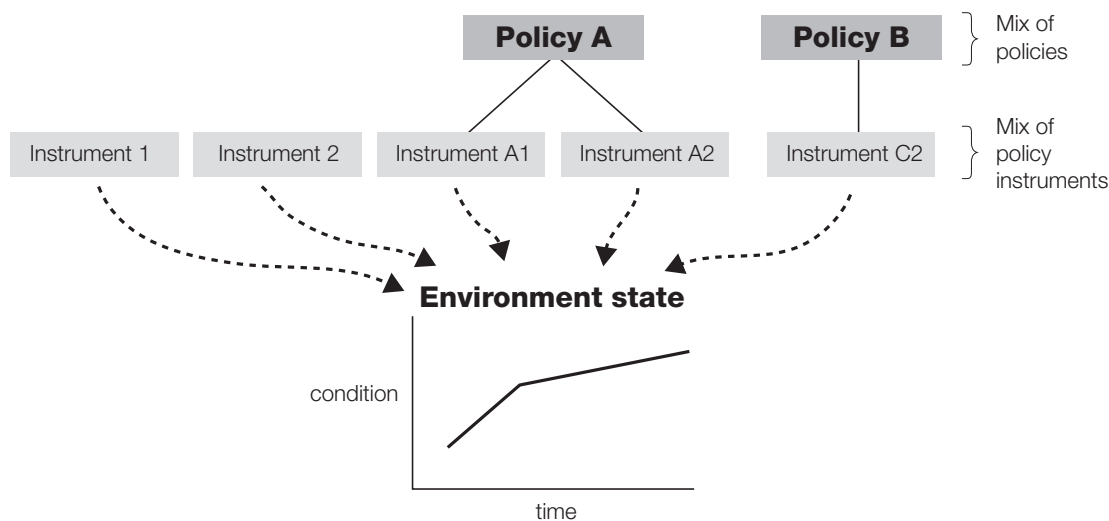 Policy A
Policy B
Mix of
policies
Instrument 1
Instrument 2
Instrument A1
Instrument A2
Instrument C2
Mix of
policy
instruments
Environment state
condition
time